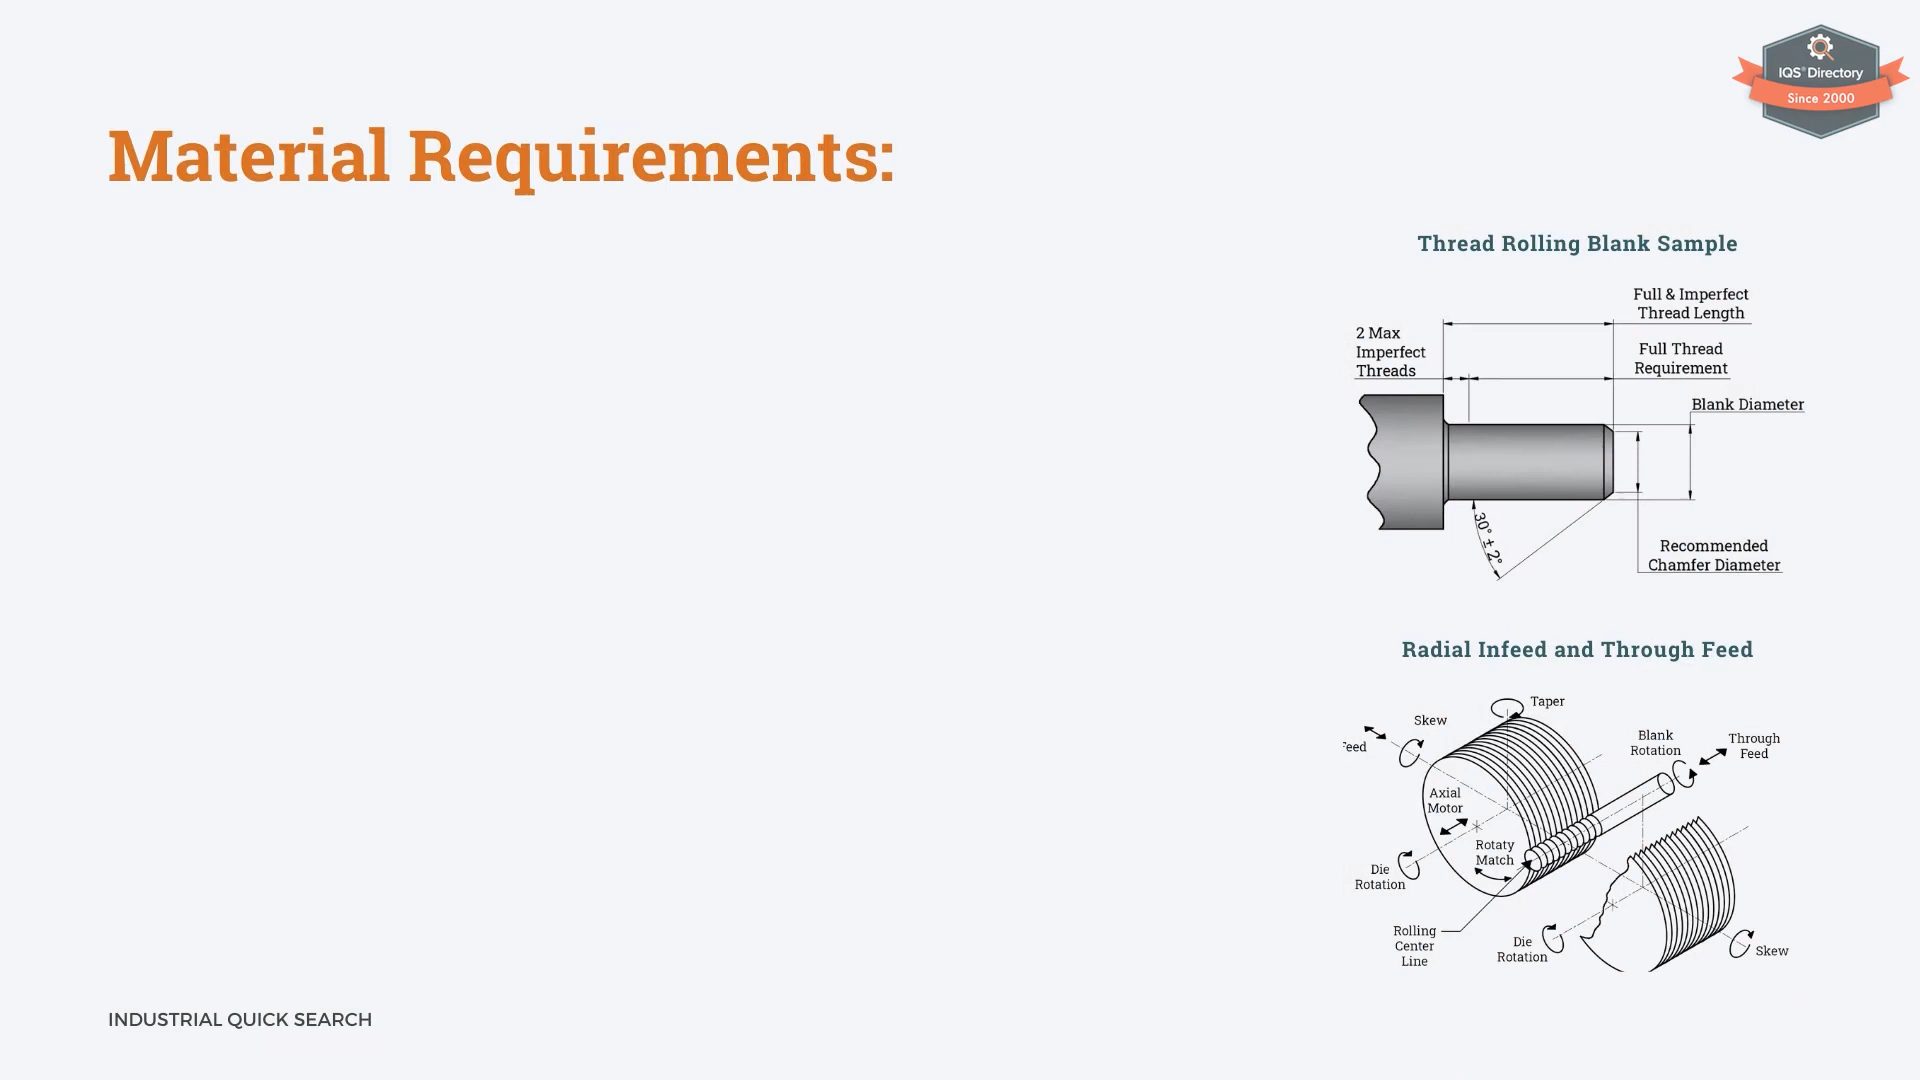 IQS® Directory
Since 2000
Material Requirements:
Thread Rolling Blank Sample
Full & Imperfect
Thread Length
2 Max
Imperfect
Threads
Full Thread
Requirement
Blank Diameter
30° ± 2°
Recommended
Chamfer Diameter
Radial Infeed and Through Feed
Taper
Skew
Feed
Blank
Rotation
Through
Feed
Axial
Motor
Rotaty
Match
Die
Rotation
Rolling
Center
Line
Die
Rotation
Skew
INDUSTRIAL QUICK SEARCH